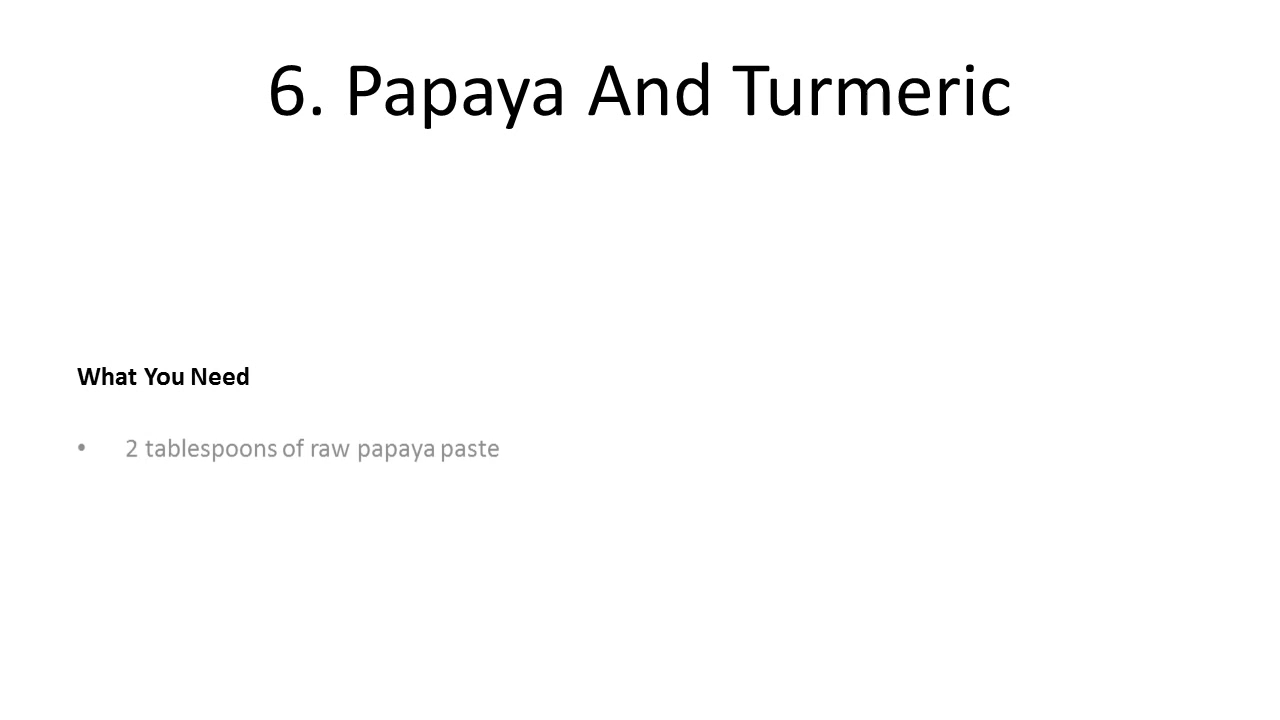 6. Papaya And Turmeric
What You Need
• 2 tablespoons of raw papaya paste